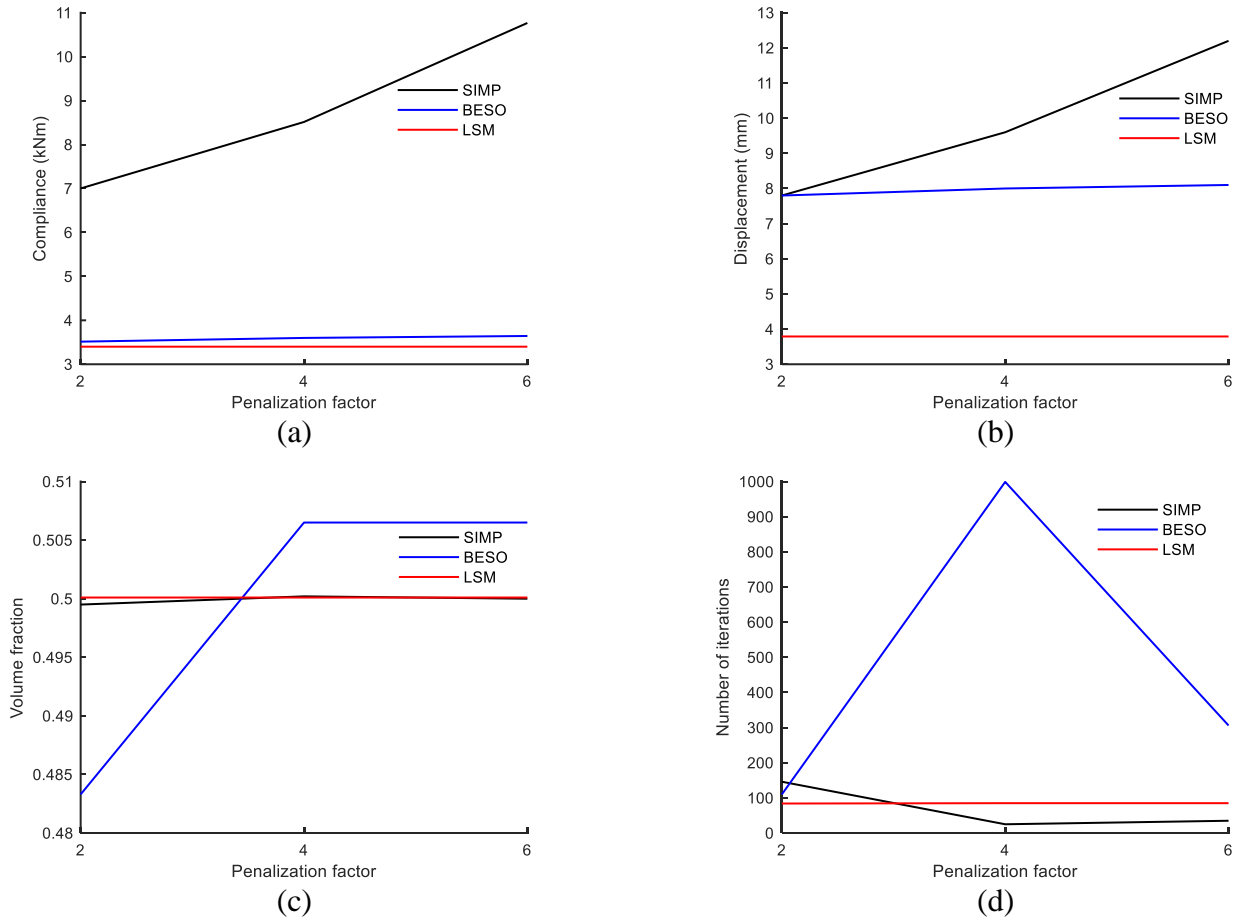 11
10
9
8
7
6
5
4
3
Compliance (kNm)
SIMP
BESO
LSM
2
4
6
Penalization factor
(a)
13
12
11
10
9
8
7
6
5
4
3
Displacement (mm)
SIMP
BESO
LSM
2
4
6
Penalization factor
(b)
0.51
0.505
0.5
0.495
0.49
0.485
0.48
Volume fraction
SIMP
BESO
LSM
2
4
6
Penalization factor
(c)
1000
900
800
700
600
500
400
300
200
100
0
Number of iterations
SIMP
BESO
LSM
2
4
6
Penalization factor
(d)